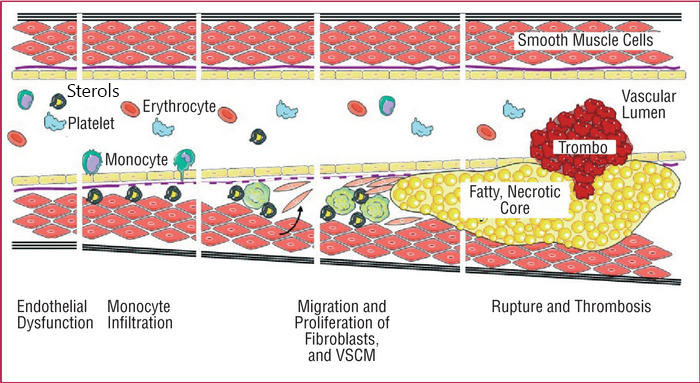 Smooth Muscle Cells
Sterols
Erythrocyte
Platelet
Vascular
Lumen
Monocyte
Trombo
Fatty, Necrotic
Core
Endothelial
Dysfunction
Monocyte
Infiltration
Migration and
Proliferation of
Fibroblasts,
and VSCM
Rupture and Thrombosis